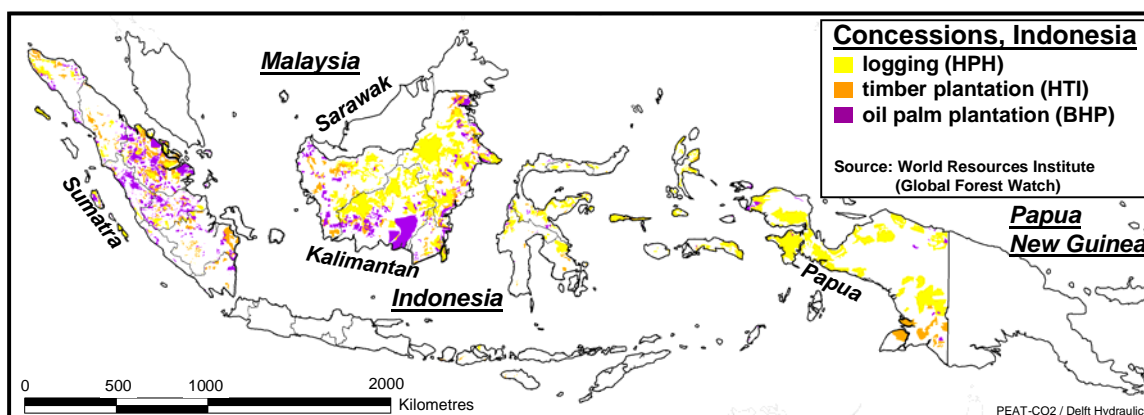 Concessions, Indonesia
logging (HPH)
timber plantation (HTI)
oil palm plantation (BHP)
Source: World Resources Institute
(Global Forest Watch)
Malaysia
Sarawak
Sumatra
Kalimantan
Indonesia
Papua
Papua
New Guinea
0 500 1000 2000
Kilometres
PEAT-CO2 / Delft Hydraulic